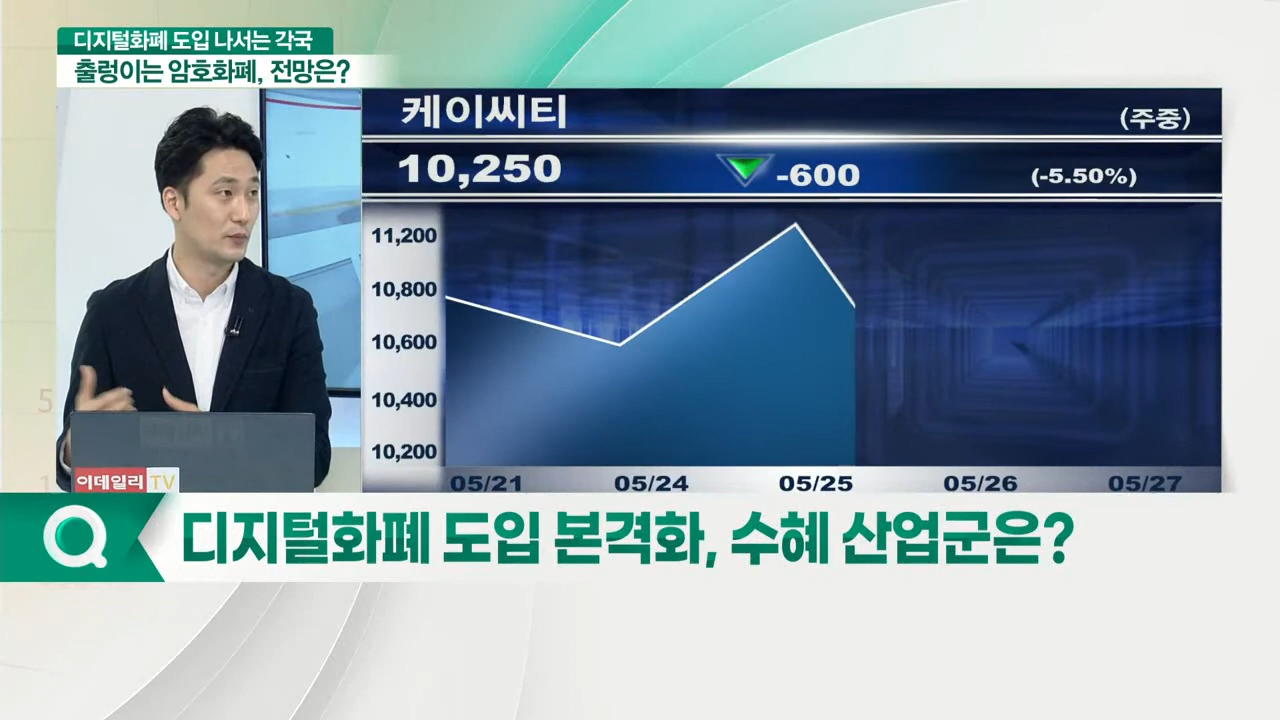 디지털화폐 도입 나서는 각국
출렁이는 암호화폐, 전망은?
케이씨티 (주중)
10,250 -600 (-5.50%)
11,200
10,800
10,600
10,400
10,200
05/21 05/24 05/25 05/26 05/27
이데일리 TV
Q 디지털화폐 도입 본격화, 수혜 산업군은?